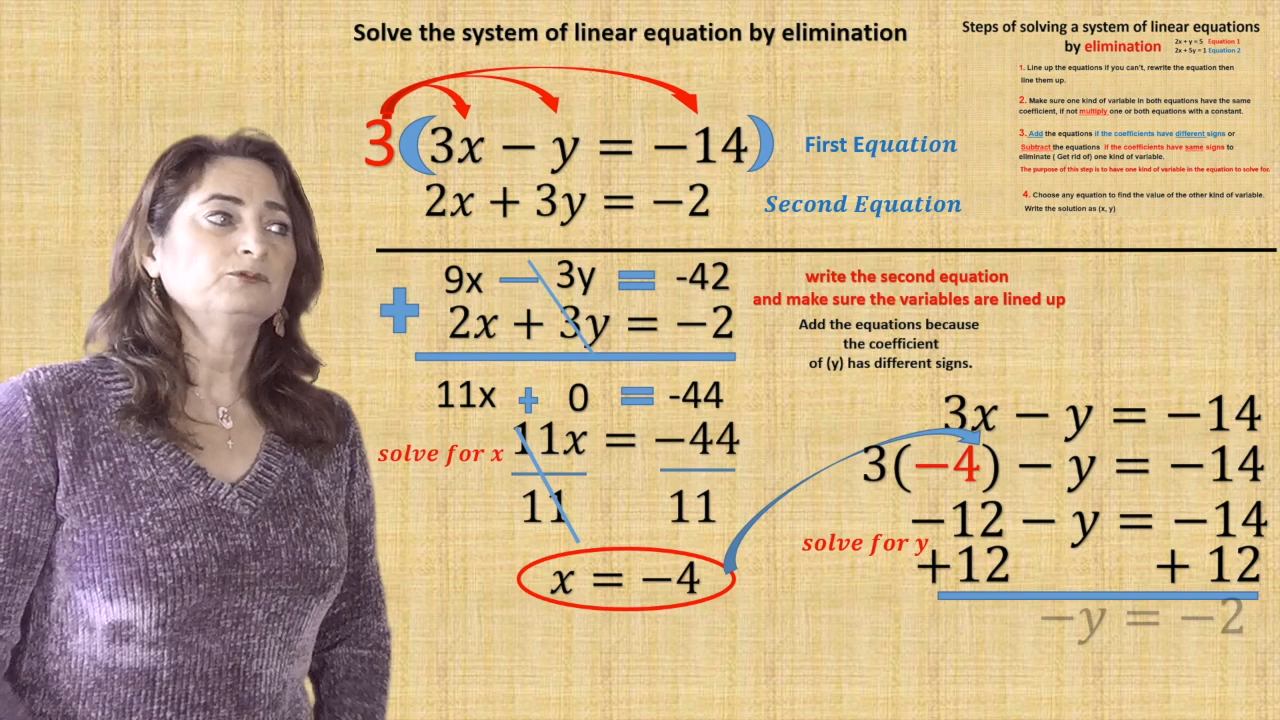 Solve the system of linear equation by elimination
3(3x − y = −14)
First Equation
2x + 3y = −2
Second Equation
Steps of solving a system of linear equations
by elimination
2x + y = 5 Equation 1
2x + 5y = 1 Equation 2
1. Line up the equations if you can't, rewrite the equation then
line them up.
2. Make sure one kind of variable in both equations have the same
coefficient, if not multiply one or both equations with a constant.
3. Add the equations if the coefficients have different signs or
Subtract the equations if the coefficients have same signs to
eliminate ( Get rid of) one kind of variable.
The purpose of this step is to have one kind of variable in the equation to solve for.
4. Choose any equation to find the value of the other kind of variable.
Write the solution as (x, y)
9x − 3y = -42
+ 2x + 3y = −2
write the second equation
and make sure the variables are lined up
Add the equations because
the coefficient
of (y) has different signs.
11x + 0 = -44
solve for x
11x = −44
11 11
x = −4
3x − y = −14
3(−4) − y = −14
−12 − y = −14
solve for y
+12 + 12
−y = −2